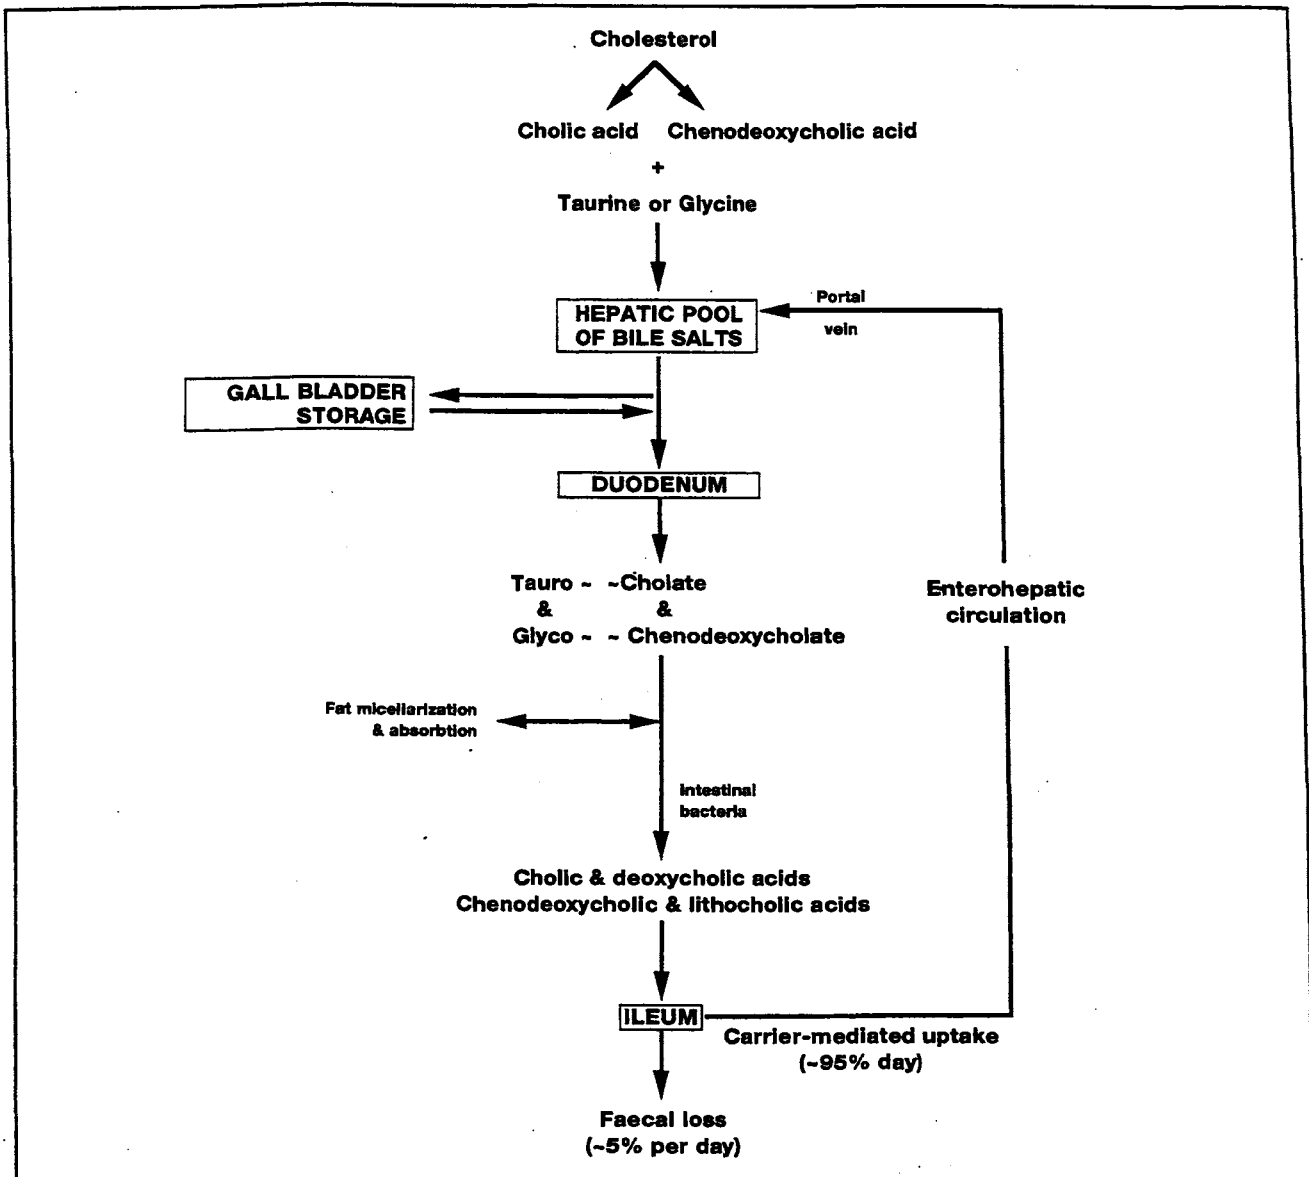 Cholesterol
Cholic acid Chenodeoxycholic acid
+
Taurine or Glycine
HEPATIC POOL
OF BILE SALTS
Portal
vein
GALL BLADDER
STORAGE
DUODENUM
Tauro ~ ~Cholate
& &
Glyco ~ ~ Chenodeoxycholate
Enterohepatic
circulation
Fat micellarization
& absorbtion
intestinal
bacteria
Cholic & deoxycholic acids
Chenodeoxycholic & lithocholic acids
ILEUM
Carrier-mediated uptake
(~95% day)
Faecal loss
(~5% per day)